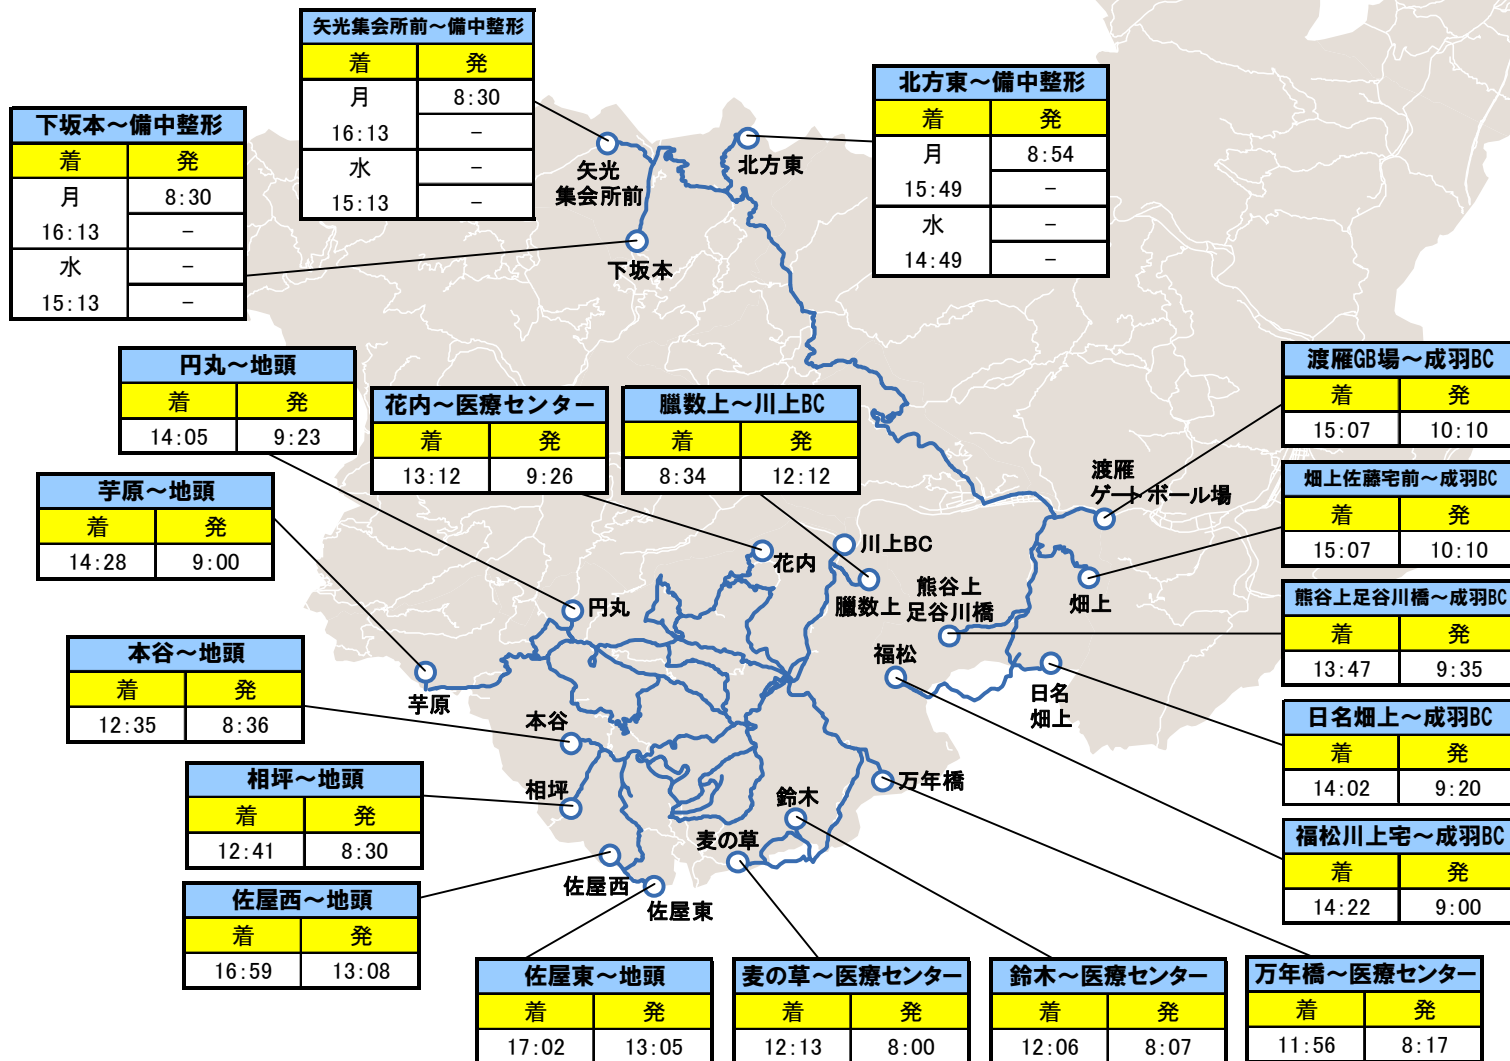 矢光集会所前～備中整形
着 発
月 8:30
16:13 －
水 －
15:13 －
北方東～備中整形
着 発
月 8:54
15:49 －
水 －
14:49 －
下坂本～備中整形
着 発
月 8:30
16:13 －
水 －
15:13 －
矢光
集会所前
北方東
下坂本
円丸～地頭
着 発
14:05 9:23
花内～医療センター
着 発
13:12 9:26
臘数上～川上BC
着 発
8:34 12:12
渡雁GB場～成羽BC
着 発
15:07 10:10
芋原～地頭
着 発
14:28 9:00
畑上佐藤宅前～成羽BC
着 発
15:07 10:10
渡雁
ゲートボール場
花内
川上BC
臘数上
熊谷上
足谷川橋
畑上
円丸
熊谷上足谷川橋～成羽BC
着 発
13:47 9:35
本谷～地頭
着 発
12:35 8:36
芋原
本谷
福松
日名
畑上
日名畑上～成羽BC
着 発
14:02 9:20
相坪～地頭
着 発
12:41 8:30
相坪
鈴木
万年橋
麦の草
福松川上宅～成羽BC
着 発
14:22 9:00
佐屋西～地頭
着 発
16:59 13:08
佐屋西
佐屋東
佐屋東～地頭
着 発
17:02 13:05
麦の草～医療センター
着 発
12:13 8:00
鈴木～医療センター
着 発
12:06 8:07
万年橋～医療センター
着 発
11:56 8:17